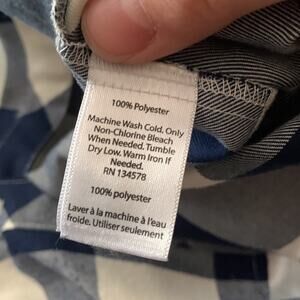 100% Polyester
Machine Wash Cold. Only
Non-Chlorine Bleach
When Needed. Tumble
Dry Low. Warm Iron If
Needed.
RN 134578
100% polyester
Laver à la machine à l'eau
froide. Utiliser seulement